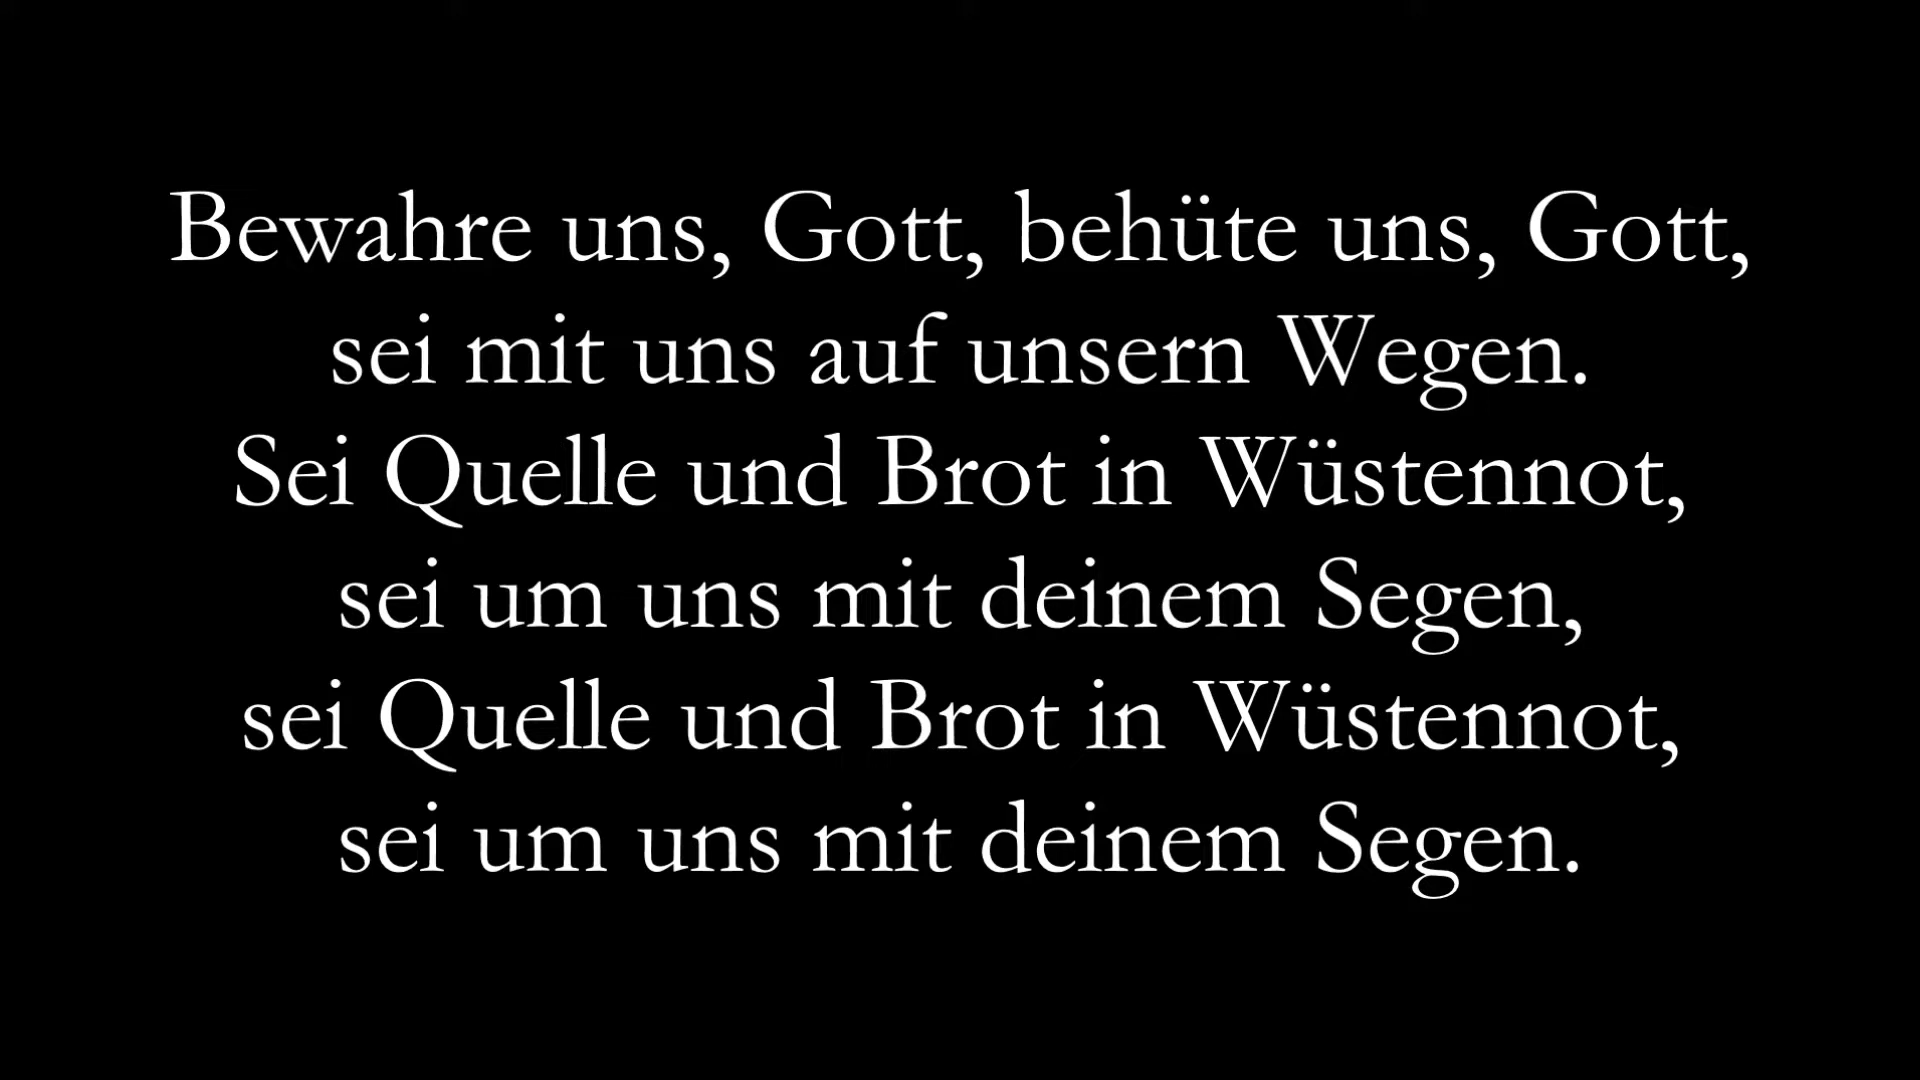 Bewahre uns, Gott, behüte uns, Gott,
sei mit uns auf unsern Wegen.
Sei Quelle und Brot in Wüstennot,
sei um uns mit deinem Segen,
sei Quelle und Brot in Wüstennot,
sei um uns mit deinem Segen.